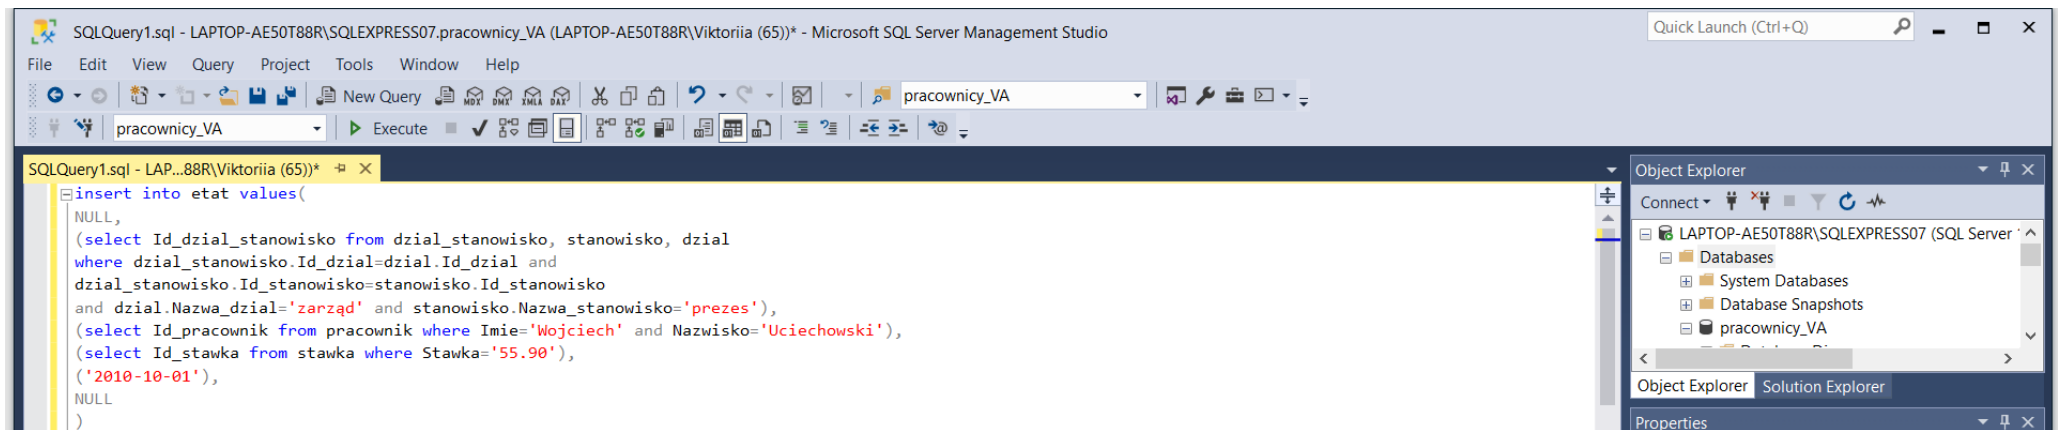 SQLQuery1.sql - LAPTOP-AE50T88R\SQLEXPRESS07.pracownicy_VA (LAPTOP-AE50T88R\Viktoriia (65))* - Microsoft SQL Server Management Studio
Quick Launch (Ctrl+Q)
File Edit View Query Project Tools Window Help
New Query MDX DMX XMLA DAX pracownicy_VA
pracownicy_VA Execute
SQLQuery1.sql - LAP...88R\Viktoriia (65))*
insert into etat values(
NULL,
(select Id_dzial_stanowisko from dzial_stanowisko, stanowisko, dzial
where dzial_stanowisko.Id_dzial=dzial.Id_dzial and
dzial_stanowisko.Id_stanowisko=stanowisko.Id_stanowisko
and dzial.Nazwa_dzial='zarząd' and stanowisko.Nazwa_stanowisko='prezes'),
(select Id_pracownik from pracownik where Imie='Wojciech' and Nazwisko='Uciechowski'),
(select Id_stawka from stawka where Stawka='55.90'),
('2010-10-01'),
NULL
)
Object Explorer
Connect
LAPTOP-AE50T88R\SQLEXPRESS07 (SQL Server
Databases
System Databases
Database Snapshots
pracownicy_VA
Object Explorer Solution Explorer
Properties